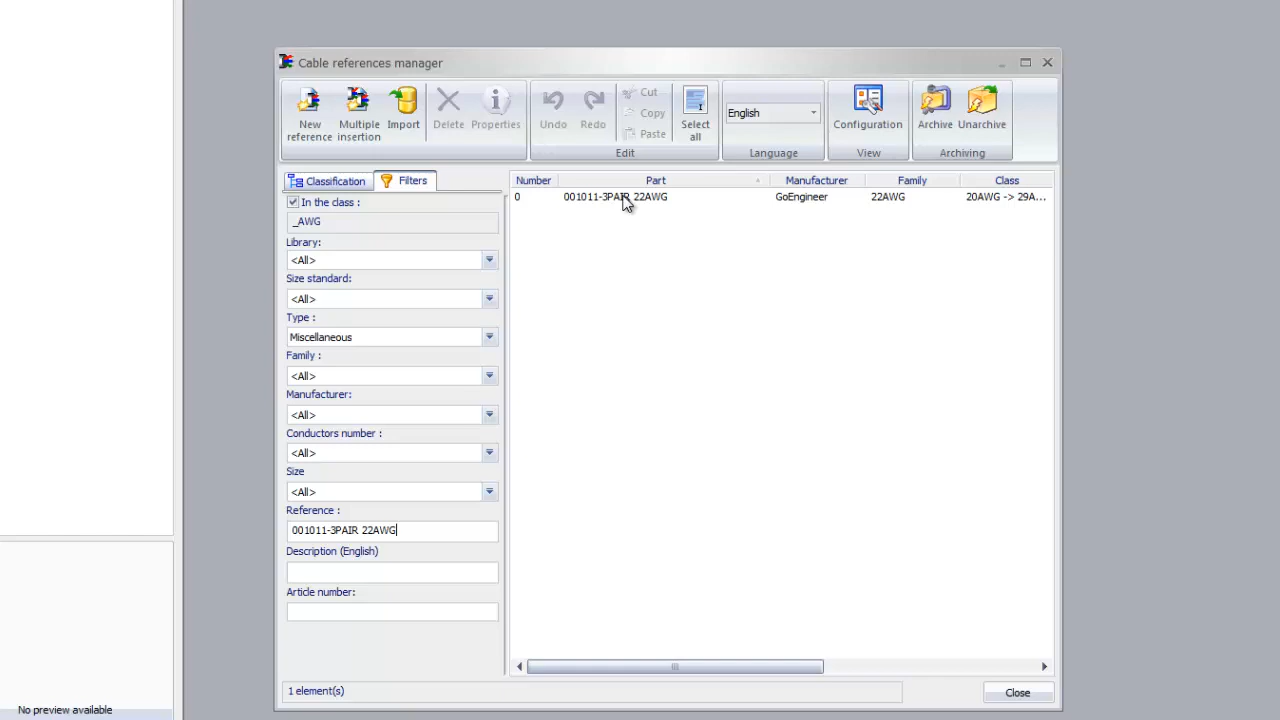 Cable references manager
New reference
Multiple insertion
Import
Delete
Properties
Undo
Redo
Cut
Copy
Paste
Select all
Edit
English
Language
Configuration
View
Archive
Unarchive
Archiving
Classification
Filters
In the class :
_AWG
Library:
<All>
Size standard:
<All>
Type :
Miscellaneous
Family :
<All>
Manufacturer:
<All>
Conductors number :
<All>
Size
<All>
Reference :
001011-3PAIR 22AWG
Description (English)
Article number:
Number Part Manufacturer Family Class
0 001011-3PAIR 22AWG GoEngineer 22AWG 20AWG -> 29A...
1 element(s)
Close
No preview available